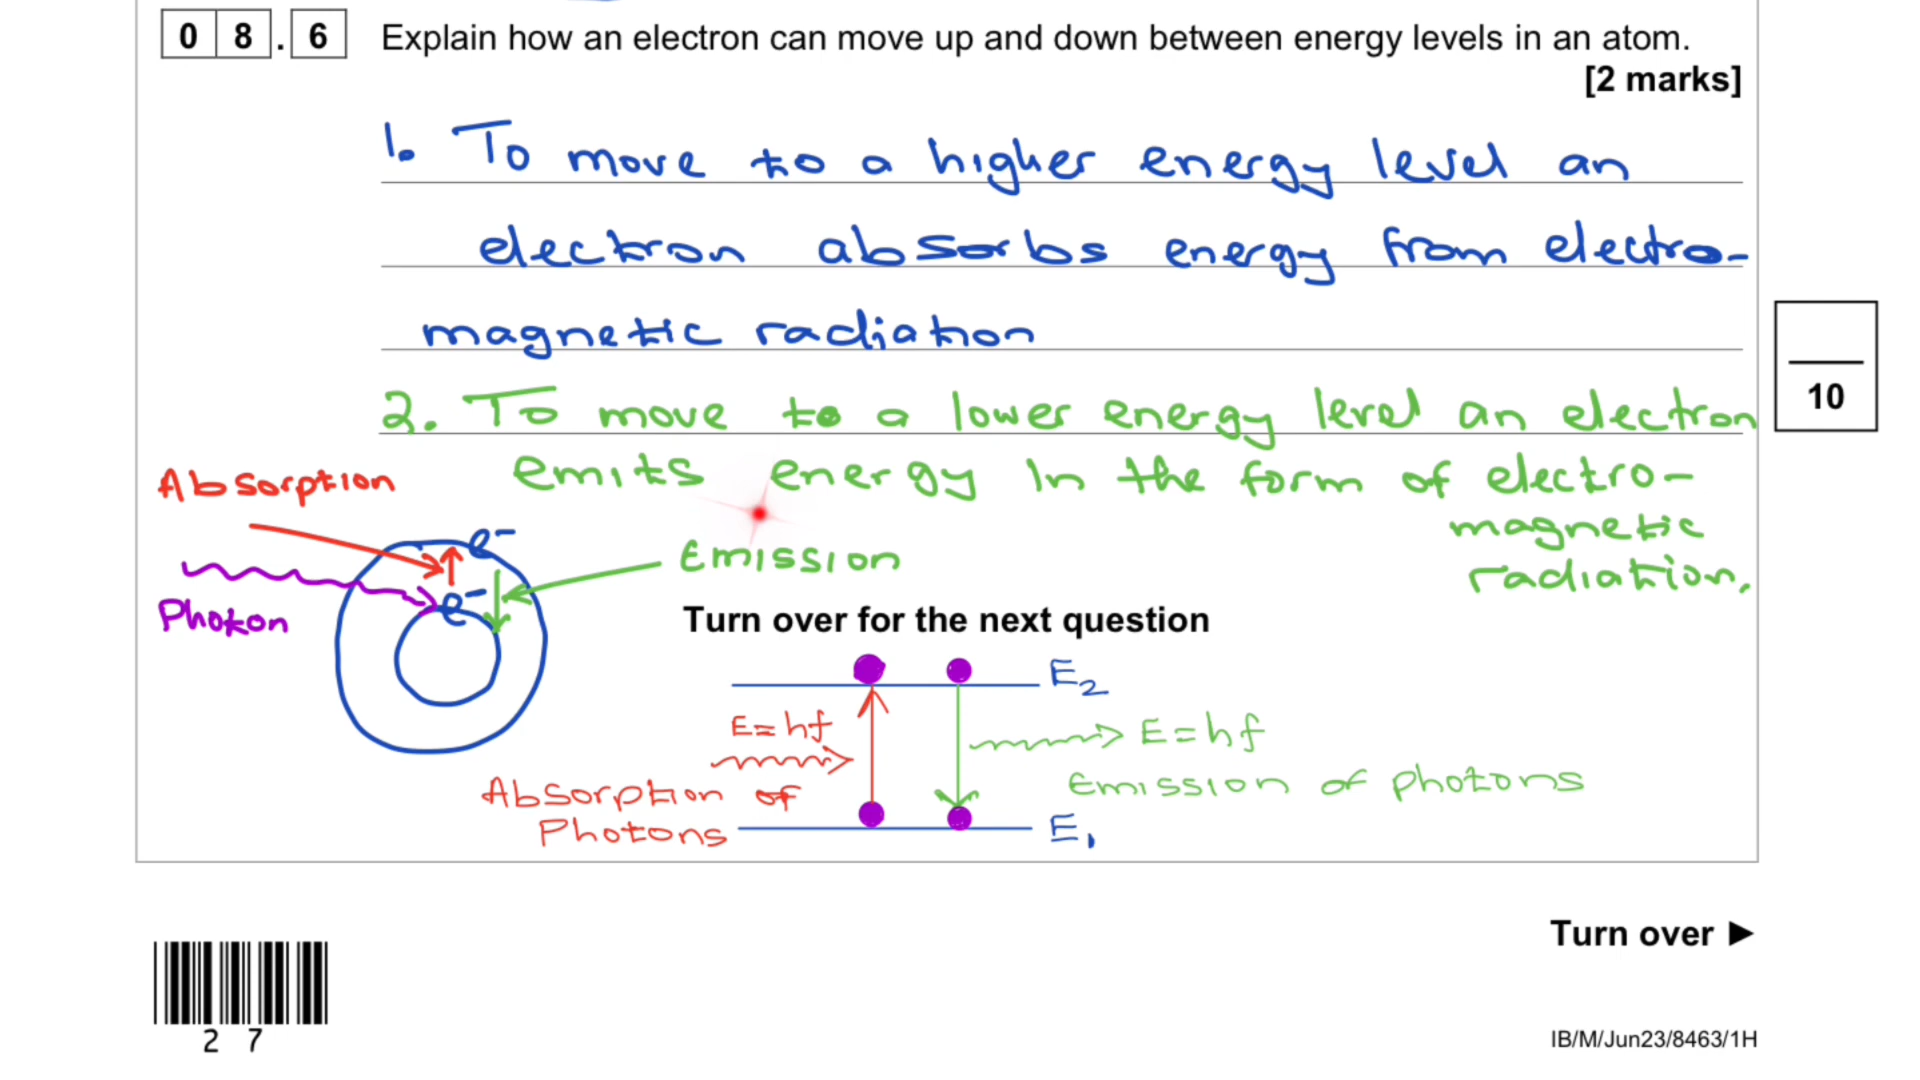 08.6 Explain how an electron can move up and down between energy levels in an atom.
[2 marks]
1. To move to a higher energy level an
electron absorbs energy from electro-
magnetic radiation
10
2. To move to a lower energy level an electron
emits energy in the form of electro-
magnetic
radiation.
Absorption
Photon
e-
e-
Emission
Turn over for the next question
E2
E=hf
E=hf
Absorption of
Photons
Emission of photons
E1
Turn over ►
2 7
IB/M/Jun23/8463/1H